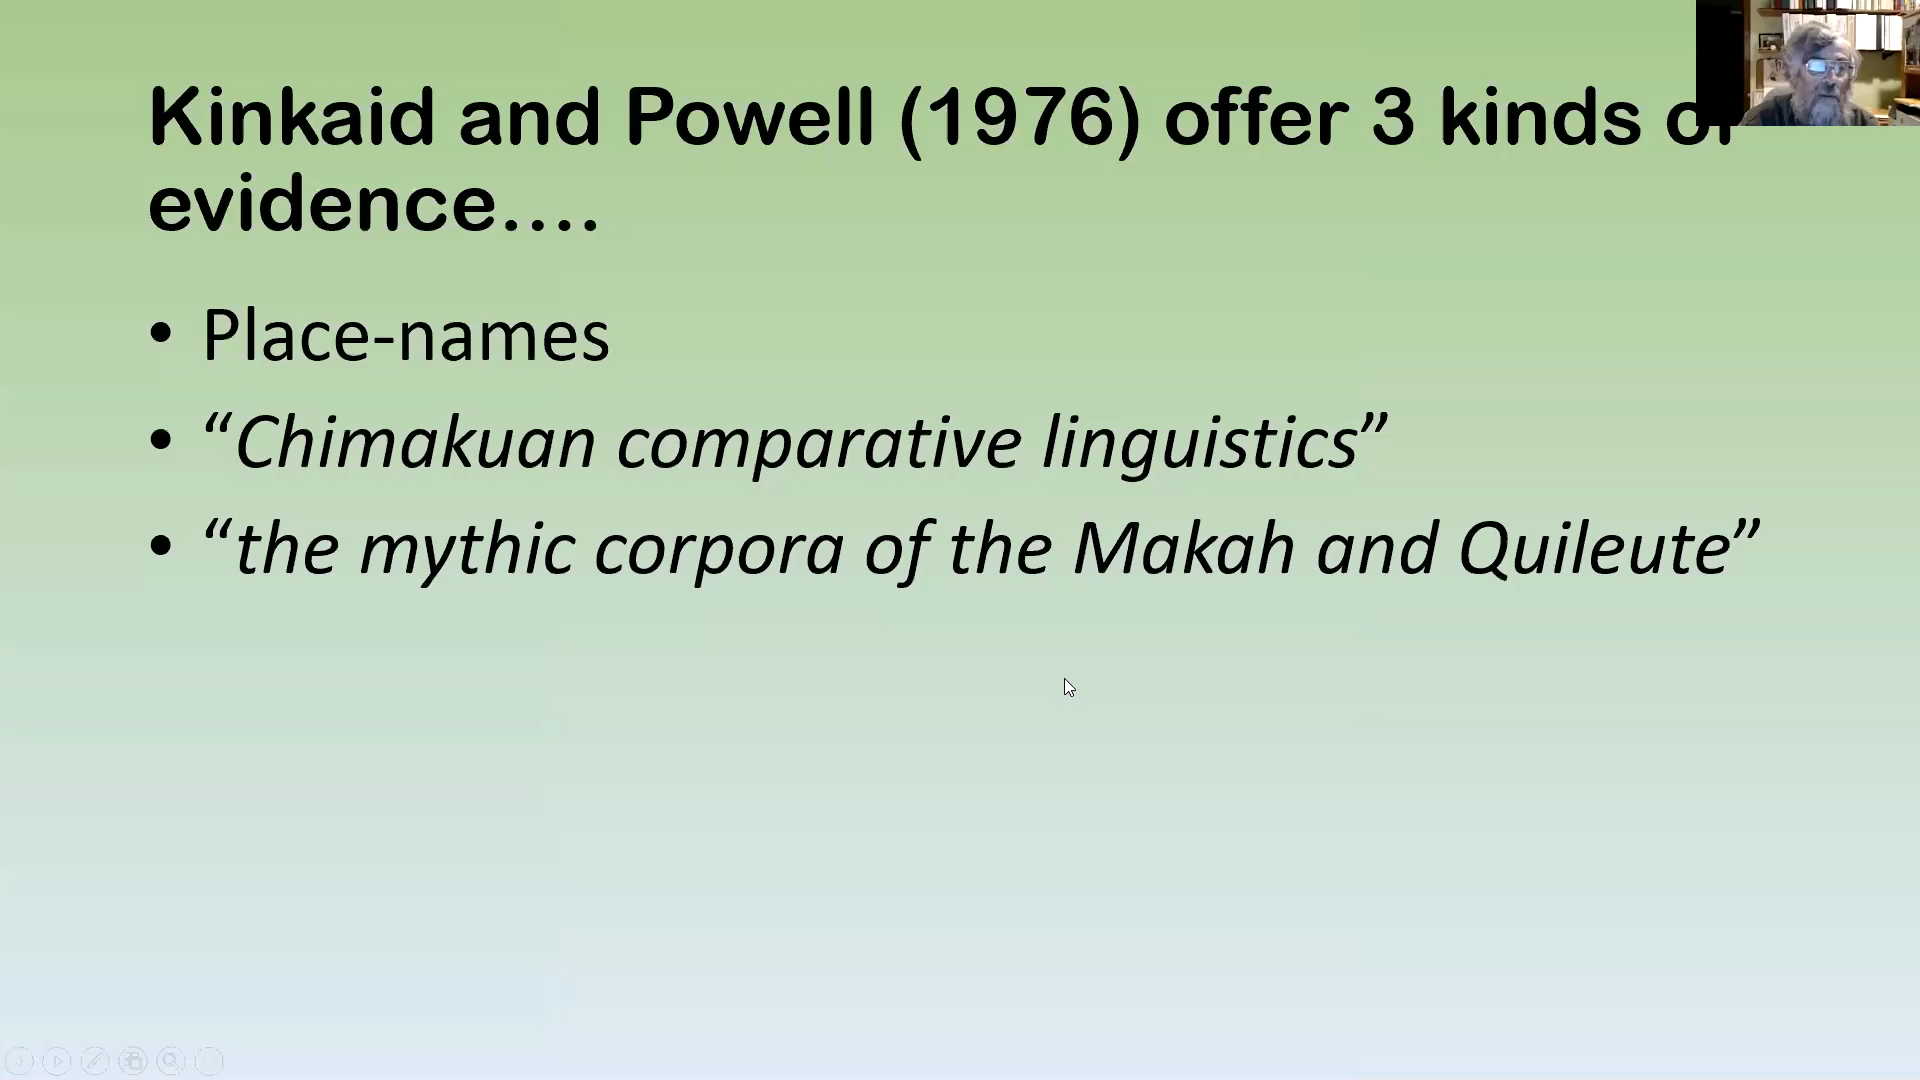 Kinkaid and Powell (1976) offer 3 kinds of
evidence....
• Place-names
• “Chimakuan comparative linguistics”
• “the mythic corpora of the Makah and Quileute”